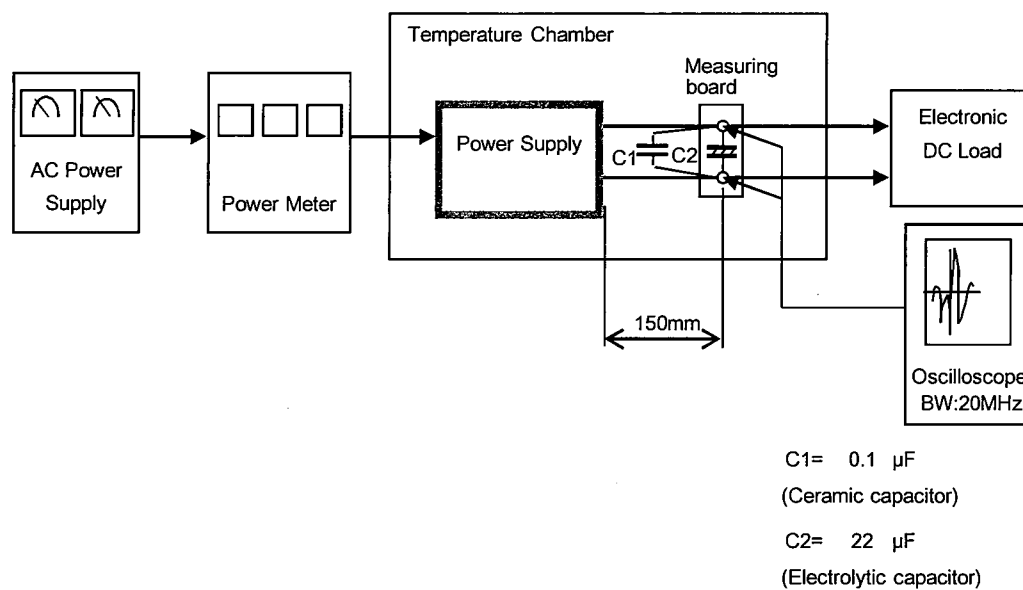 Temperature Chamber
Measuring
board
AC Power
Supply
Power Meter
Power Supply
C1
C2
Electronic
DC Load
150mm
Oscilloscope
BW:20MHz
C1= 0.1 µF
(Ceramic capacitor)
C2= 22 µF
(Electrolytic capacitor)